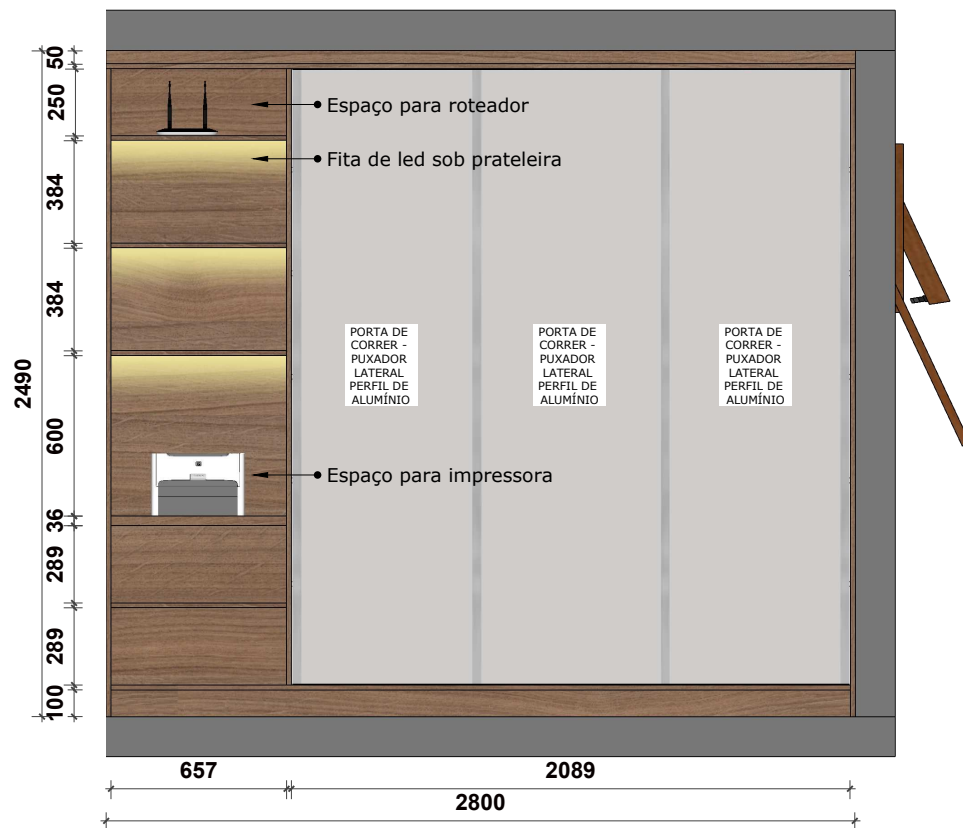 50
250
Espaço para roteador
Fita de led sob prateleira
384
384
PORTA DE
CORRER -
PUXADOR
LATERAL
PERFIL DE
ALUMÍNIO
PORTA DE
CORRER -
PUXADOR
LATERAL
PERFIL DE
ALUMÍNIO
PORTA DE
CORRER -
PUXADOR
LATERAL
PERFIL DE
ALUMÍNIO
2490
600
Espaço para impressora
36
289
289
100
657
2089
2800